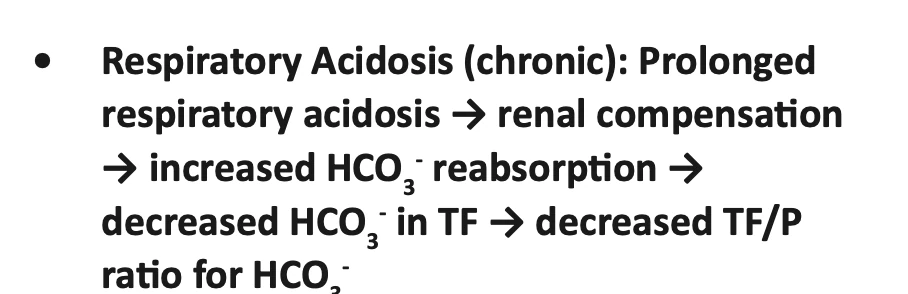 • Respiratory Acidosis (chronic): Prolonged
respiratory acidosis → renal compensation
→ increased HCO₃⁻ reabsorption →
decreased HCO₃⁻ in TF → decreased TF/P
ratio for HCO₃⁻